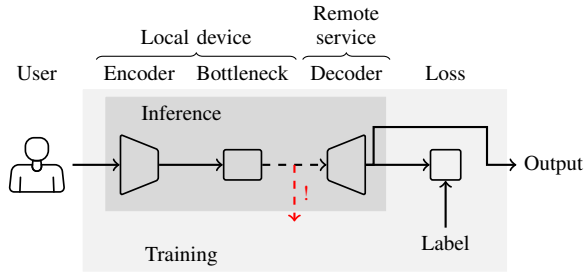 Remote
Local device service
User Encoder Bottleneck Decoder Loss
Inference
!
Output
Label
Training